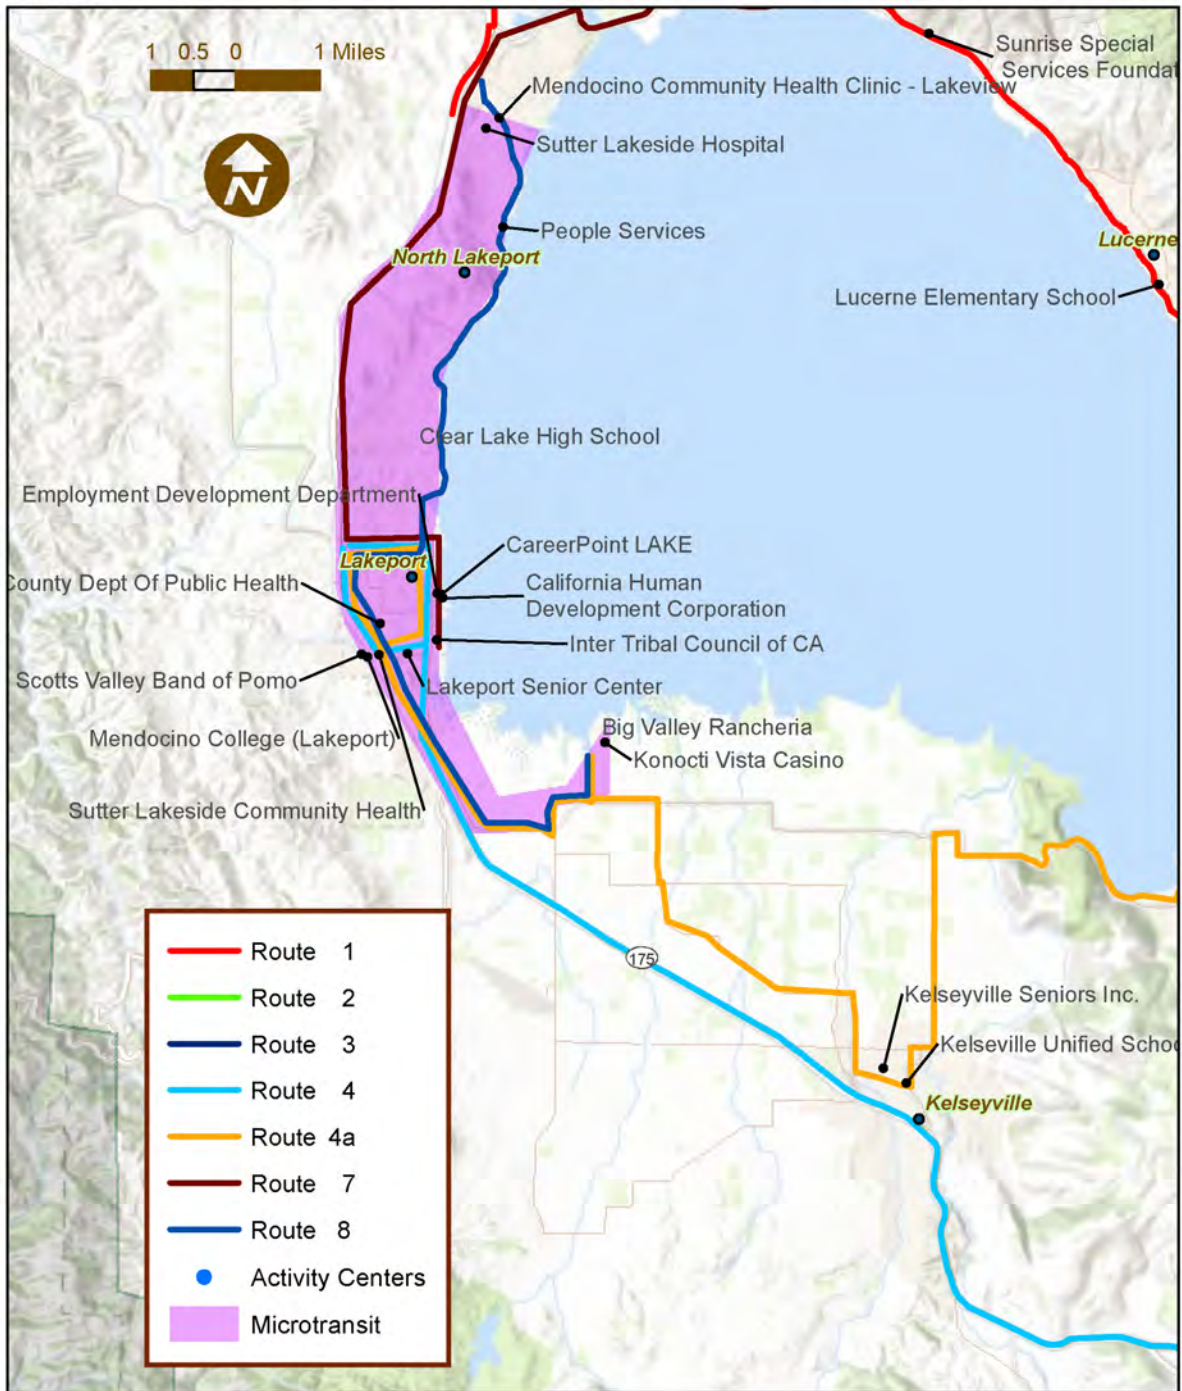 1 0.5 0 1 Miles
N
Sunrise Special
Services Foundat
Mendocino Community Health Clinic - Lakeview
Sutter Lakeside Hospital
People Services
North Lakeport
Lucerne
Lucerne Elementary School
Clear Lake High School
Employment Development Department
CareerPoint LAKE
Lakeport
County Dept Of Public Health
California Human
Development Corporation
Inter Tribal Council of CA
Scotts Valley Band of Pomo
Lakeport Senior Center
Big Valley Rancheria
Mendocino College (Lakeport)
Konocti Vista Casino
Sutter Lakeside Community Health
175
Kelseyville Seniors Inc.
Kelseville Unified Schoo
Kelseyville
Route 1
Route 2
Route 3
Route 4
Route 4a
Route 7
Route 8
Activity Centers
Microtransit